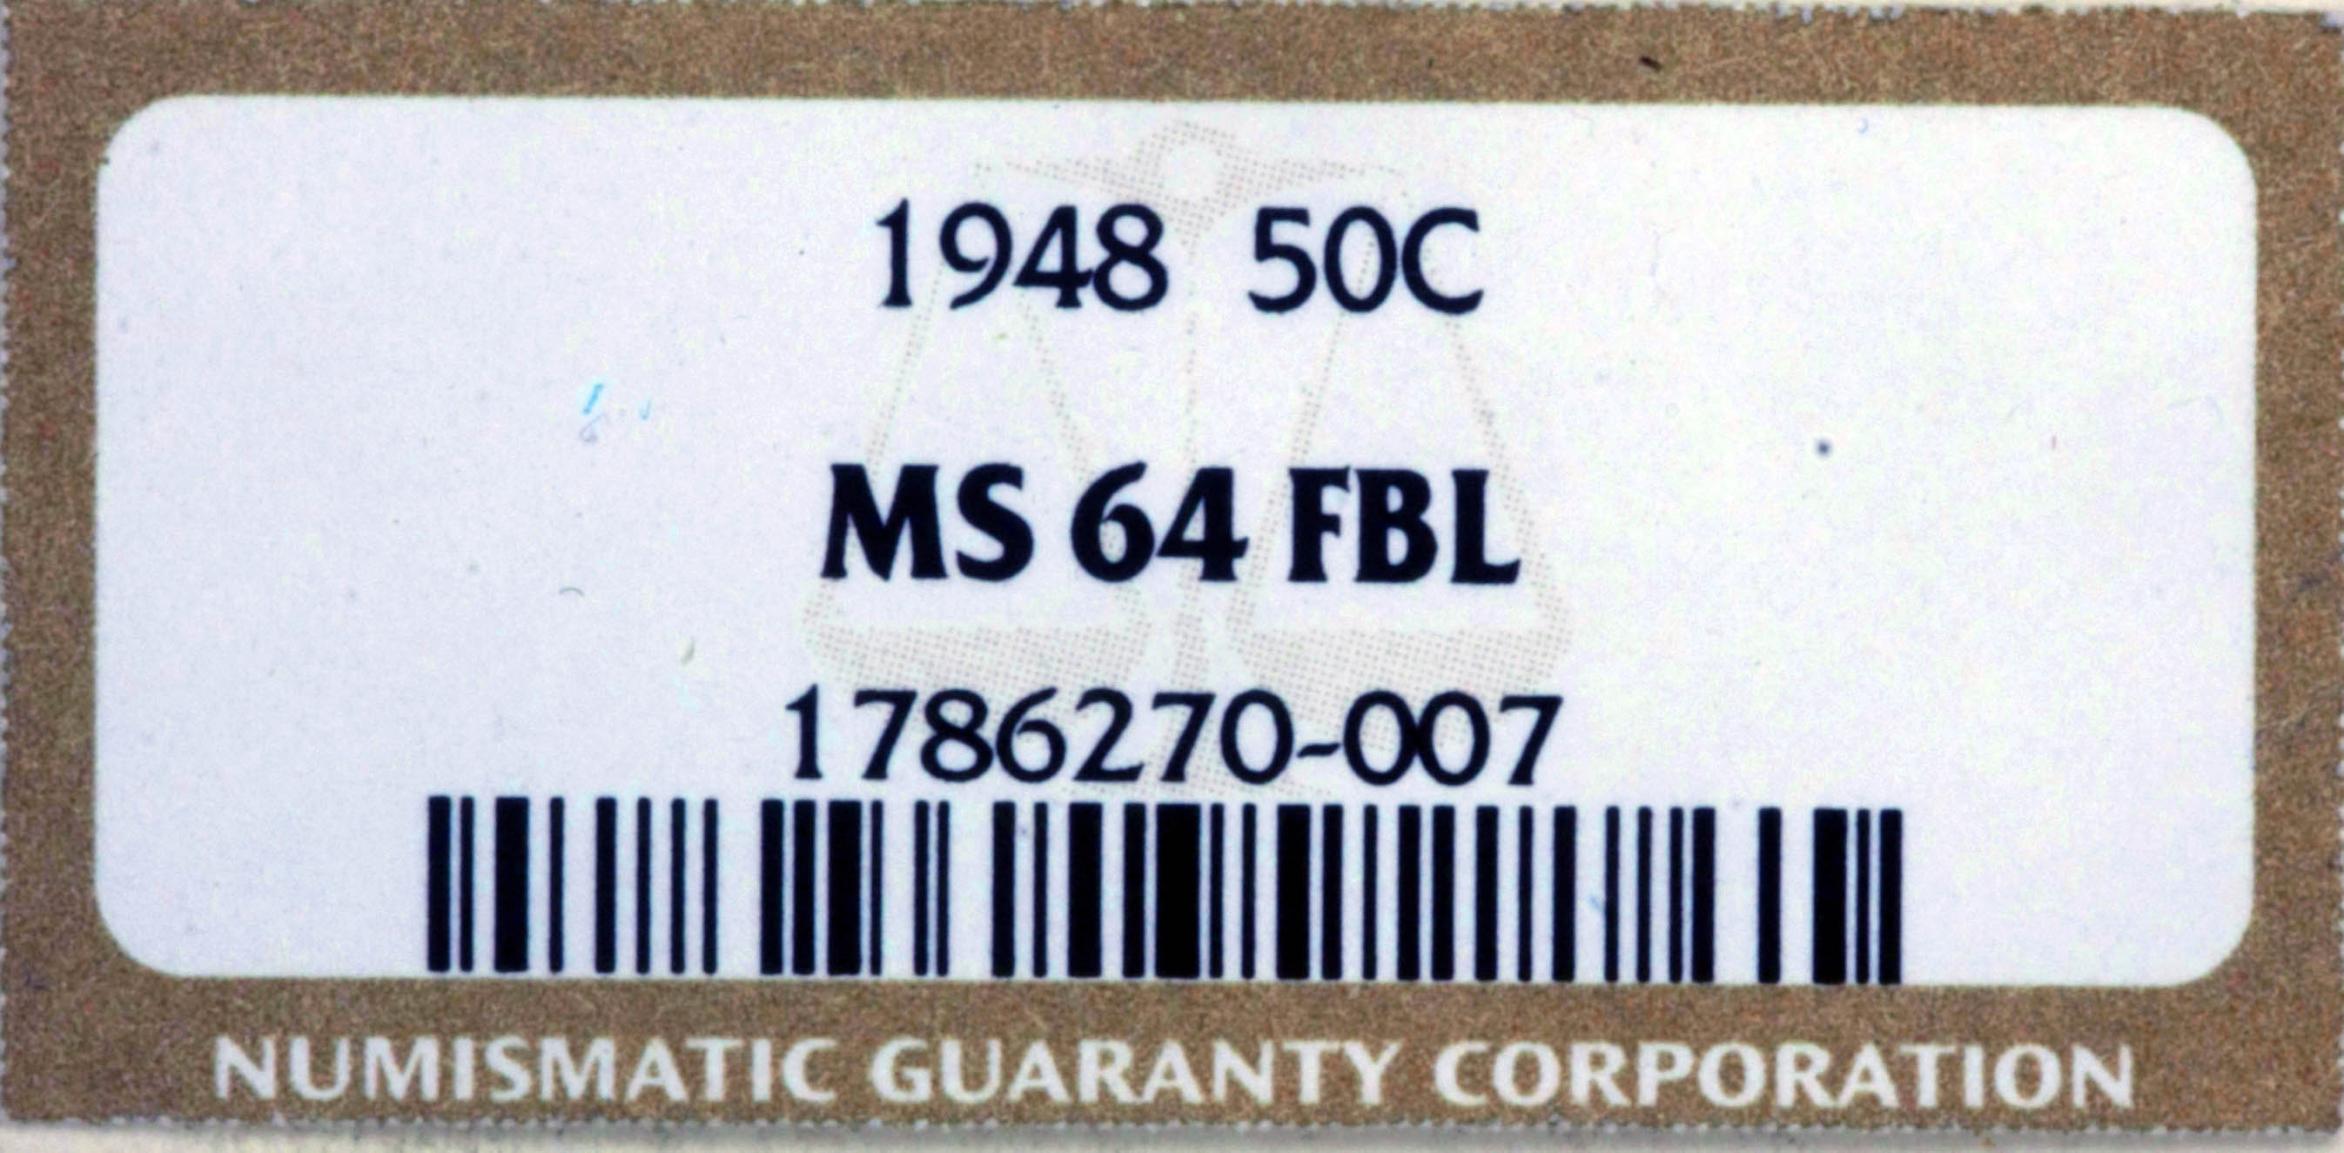 1948 50C
MS 64 FBL
1786270-007
NUMISMATIC GUARANTY CORPORATION